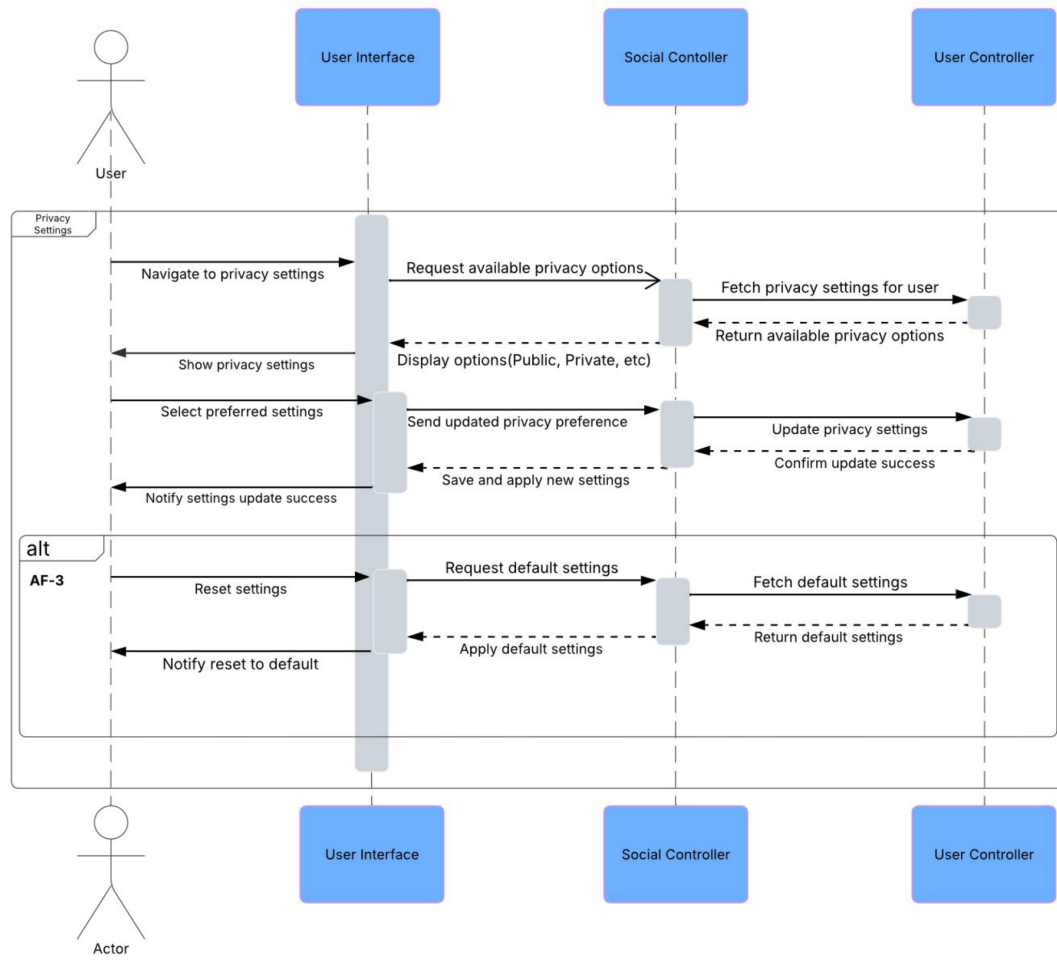 User Interface
Social Contoller
User Controller
User
Privacy
Settings
Navigate to privacy settings
Request available privacy options
Fetch privacy settings for user
Return available privacy options
Display options(Public, Private, etc)
Show privacy settings
Select preferred settings
Send updated privacy preference
Update privacy settings
Confirm update success
Save and apply new settings
Notify settings update success
alt
AF-3
Reset settings
Request default settings
Fetch default settings
Return default settings
Apply default settings
Notify reset to default
User Interface
Social Controller
User Controller
Actor